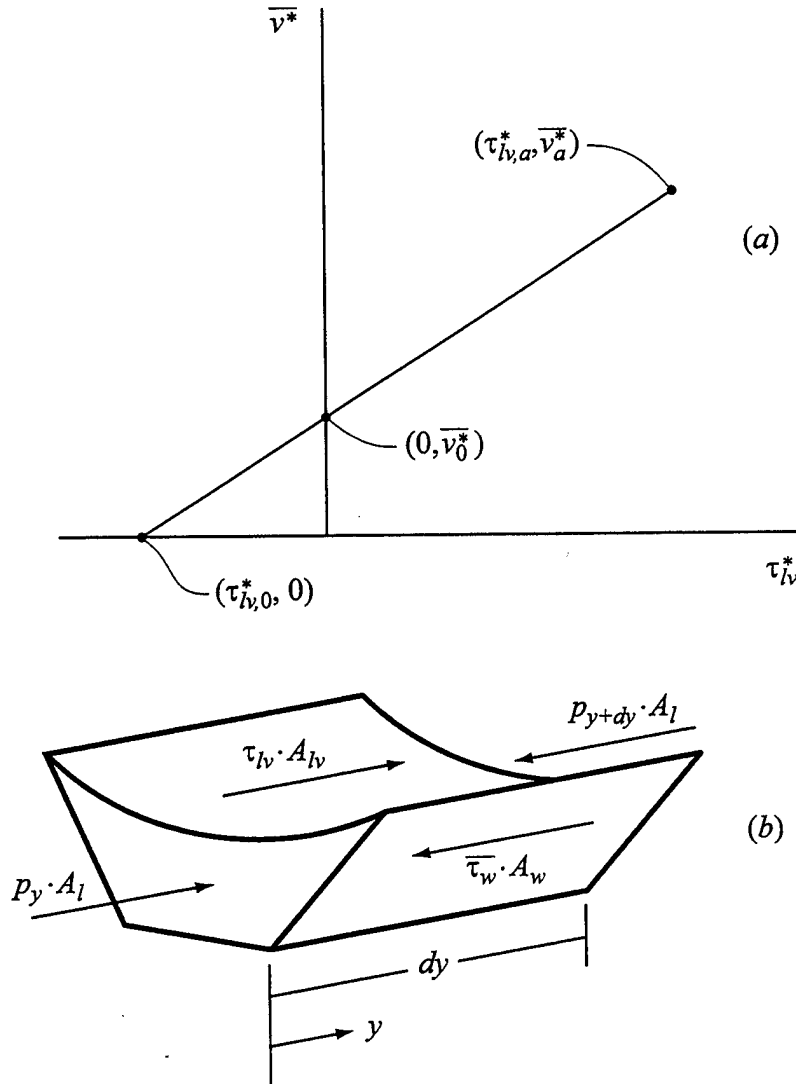 v̅*
(τ*lv,a, v̅*a)
(a)
(0, v̅*0)
(τ*lv,0, 0)
τ*lv
py+dy·Al
τlv·Alv
(b)
τ̅w·Aw
py·Al
dy
y